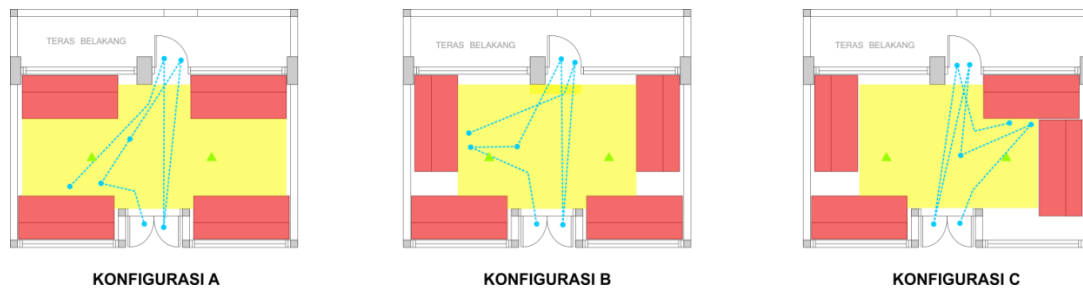 TERAS BELAKANG
TERAS BELAKANG
TERAS BELAKANG
KONFIGURASI A
KONFIGURASI B
KONFIGURASI C